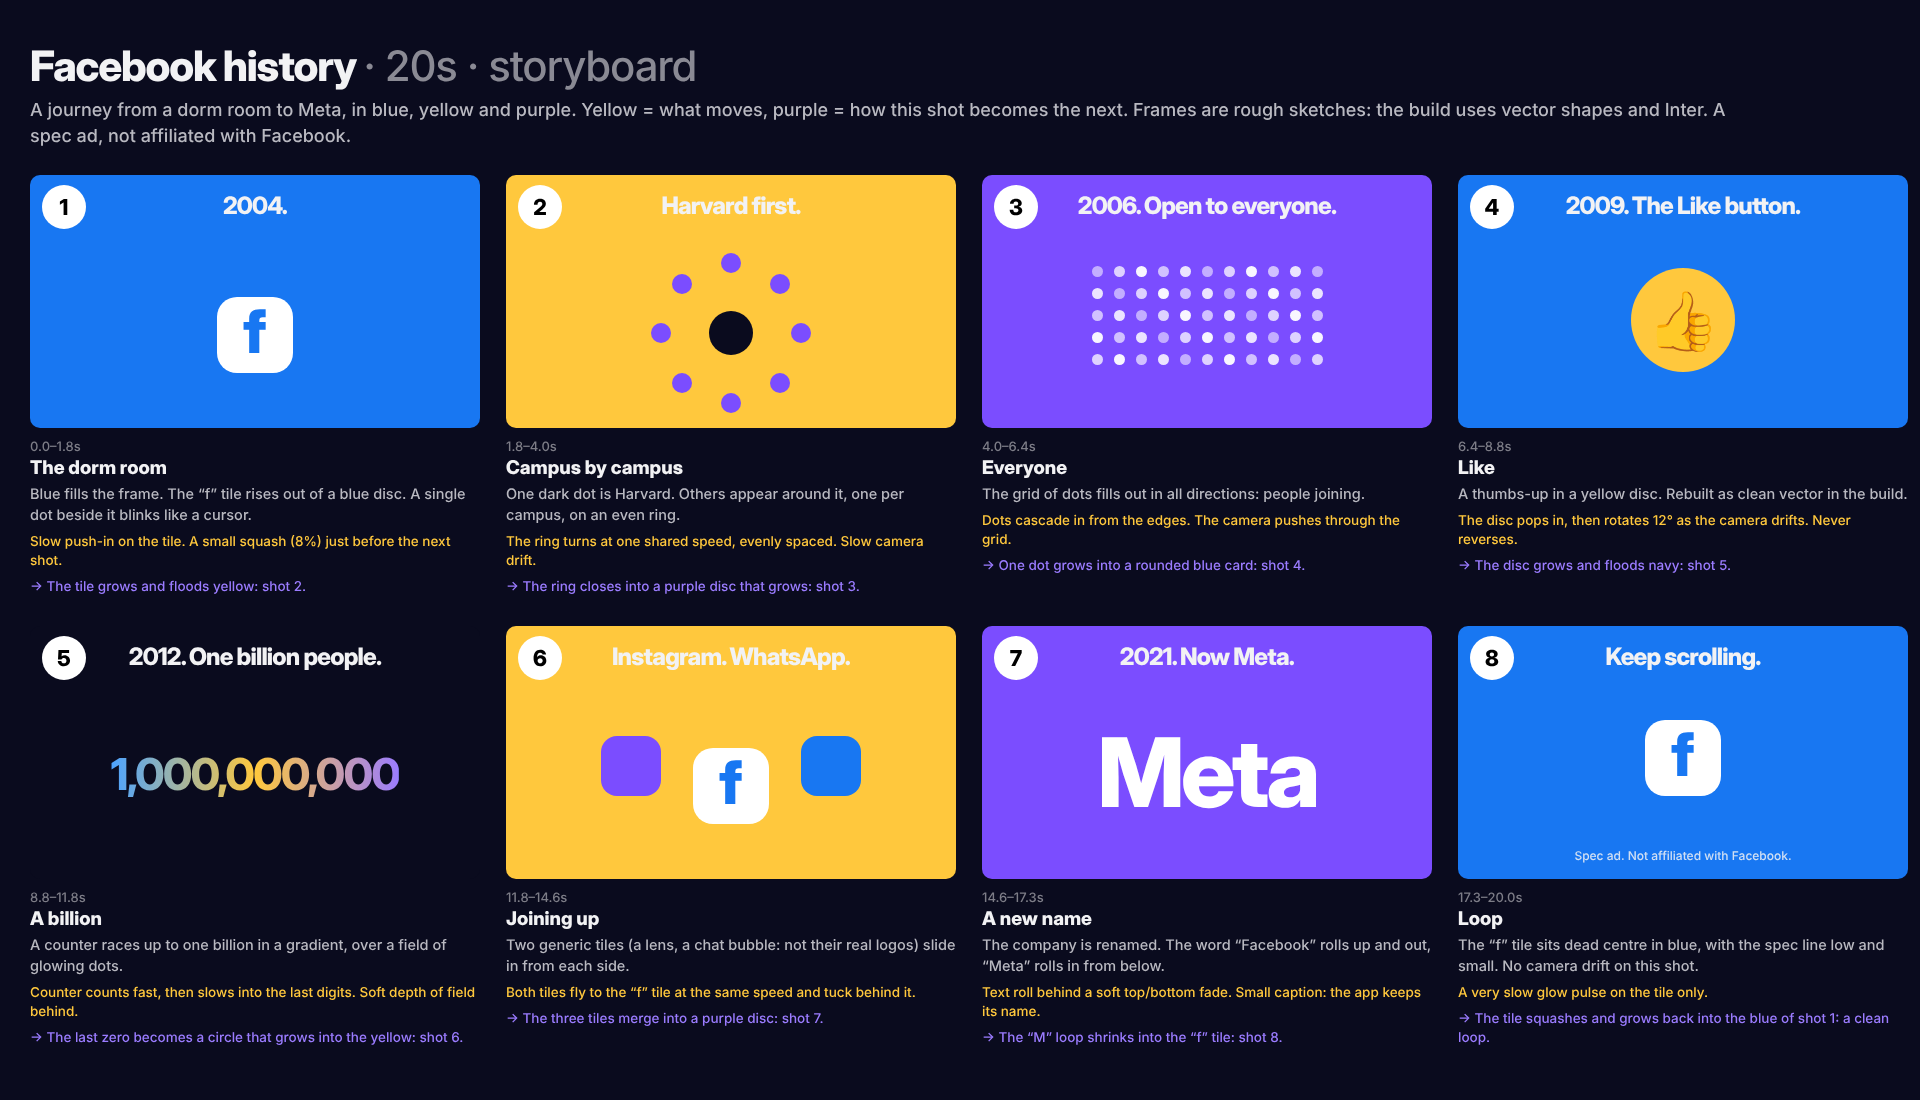 Facebook history · 20s · storyboard
A journey from a dorm room to Meta, in blue, yellow and purple. Yellow = what moves, purple = how this shot becomes the next. Frames are rough sketches: the build uses vector shapes and Inter. A
spec ad, not affiliated with Facebook.
1
2004.
f
0.0–1.8s
The dorm room
Blue fills the frame. The “f” tile rises out of a blue disc. A single
dot beside it blinks like a cursor.
Slow push-in on the tile. A small squash (8%) just before the next
shot.
→ The tile grows and floods yellow: shot 2.
2
Harvard first.
1.8–4.0s
Campus by campus
One dark dot is Harvard. Others appear around it, one per
campus, on an even ring.
The ring turns at one shared speed, evenly spaced. Slow camera
drift.
→ The ring closes into a purple disc that grows: shot 3.
3
2006. Open to everyone.
4.0–6.4s
Everyone
The grid of dots fills out in all directions: people joining.
Dots cascade in from the edges. The camera pushes through the
grid.
→ One dot grows into a rounded blue card: shot 4.
4
2009. The Like button.
6.4–8.8s
Like
A thumbs-up in a yellow disc. Rebuilt as clean vector in the build.
The disc pops in, then rotates 12° as the camera drifts. Never
reverses.
→ The disc grows and floods navy: shot 5.
5
2012. One billion people.
1,000,000,000
8.8–11.8s
A billion
A counter races up to one billion in a gradient, over a field of
glowing dots.
Counter counts fast, then slows into the last digits. Soft depth of field
behind.
→ The last zero becomes a circle that grows into the yellow: shot 6.
6
Instagram. WhatsApp.
f
11.8–14.6s
Joining up
Two generic tiles (a lens, a chat bubble: not their real logos) slide
in from each side.
Both tiles fly to the “f” tile at the same speed and tuck behind it.
→ The three tiles merge into a purple disc: shot 7.
7
2021. Now Meta.
Meta
14.6–17.3s
A new name
The company is renamed. The word “Facebook” rolls up and out,
“Meta” rolls in from below.
Text roll behind a soft top/bottom fade. Small caption: the app keeps
its name.
→ The “M” loop shrinks into the “f” tile: shot 8.
8
Keep scrolling.
f
Spec ad. Not affiliated with Facebook.
17.3–20.0s
Loop
The “f” tile sits dead centre in blue, with the spec line low and
small. No camera drift on this shot.
A very slow glow pulse on the tile only.
→ The tile squashes and grows back into the blue of shot 1: a clean
loop.